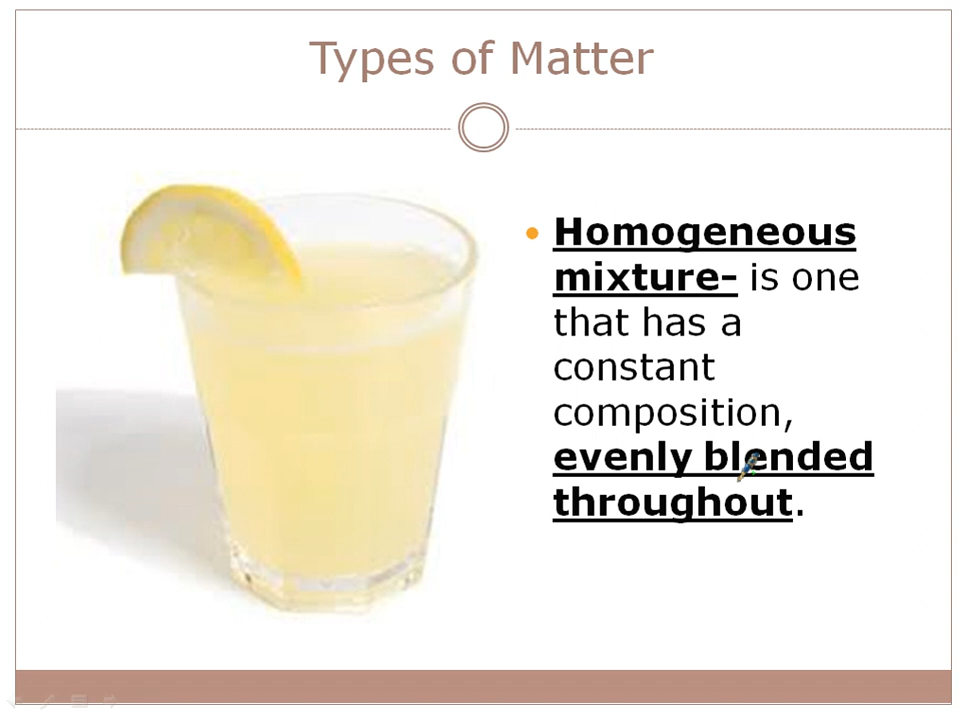 Types of Matter
Homogeneous
mixture- is one
that has a
constant
composition,
evenly blended
throughout.